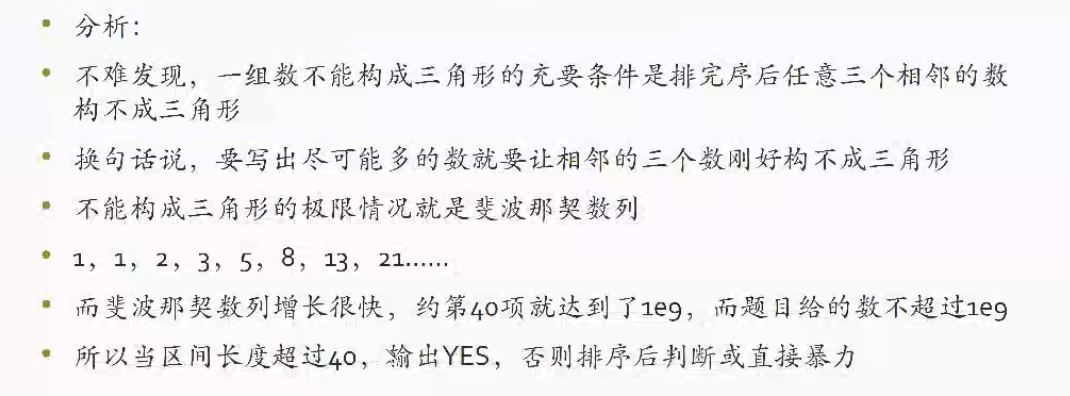 分析：
不难发现，一组数不能构成三角形的充要条件是排完序后任意三个相邻的数
构不成三角形
换句话说，要写出尽可能多的数就要让相邻的三个数刚好构不成三角形
不能构成三角形的极限情况就是斐波那契数列
1，1，2，3，5，8，13，21……
而斐波那契数列增长很快，约第40项就达到了1e9，而题目给的数不超过1e9
所以当区间长度超过40，输出YES，否则排序后判断或直接暴力